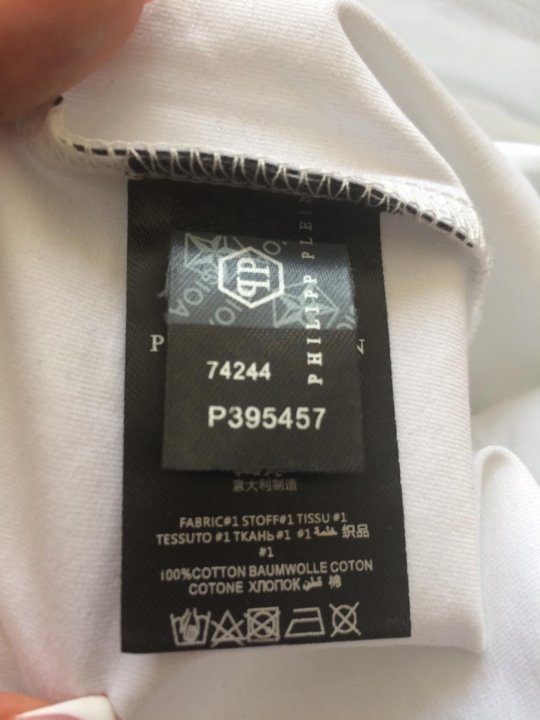 PHILIPP PLEIN
P N
74244
P395457
意大利制造
FABRIC#1 STOFF#1 TISSU #1
TESSUTO #1 ТКАНЬ #1 #1 خامة 织品
#1
100%COTTON BAUMWOLLE COTON
COTONE ХЛОПОК قطن 棉